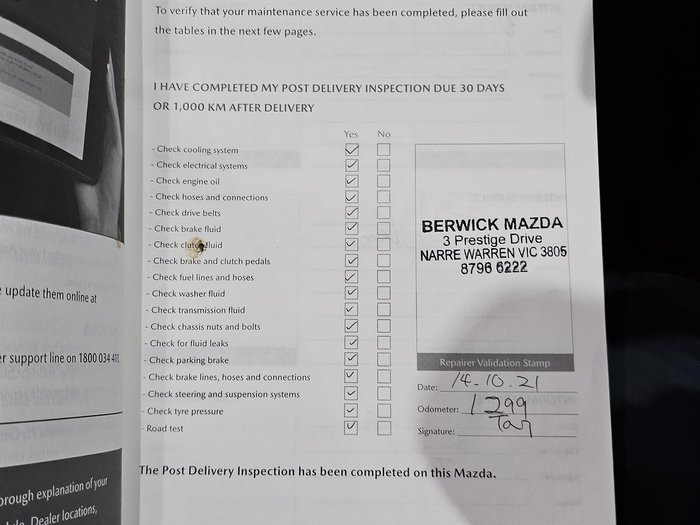 To verify that your maintenance service has been completed, please fill out
the tables in the next few pages.
I HAVE COMPLETED MY POST DELIVERY INSPECTION DUE 30 DAYS
OR 1,000 KM AFTER DELIVERY
Yes No
- Check cooling system
- Check electrical systems
- Check engine oil
- Check hoses and connections
- Check drive belts
- Check brake fluid
- Check clutch fluid
- Check brake and clutch pedals
- Check fuel lines and hoses
- Check washer fluid
- Check transmission fluid
- Check chassis nuts and bolts
- Check for fluid leaks
- Check parking brake
- Check brake lines, hoses and connections
- Check steering and suspension systems
- Check tyre pressure
- Road test
BERWICK MAZDA
3 Prestige Drive
NARRE WARREN VIC 3805
8796 6222
Repairer Validation Stamp
Date: 14.10.21
Odometer: 1299
Signature:
The Post Delivery Inspection has been completed on this Mazda.
update them online at
support line on 1800 034 411.
explanation of your
Dealer locations,